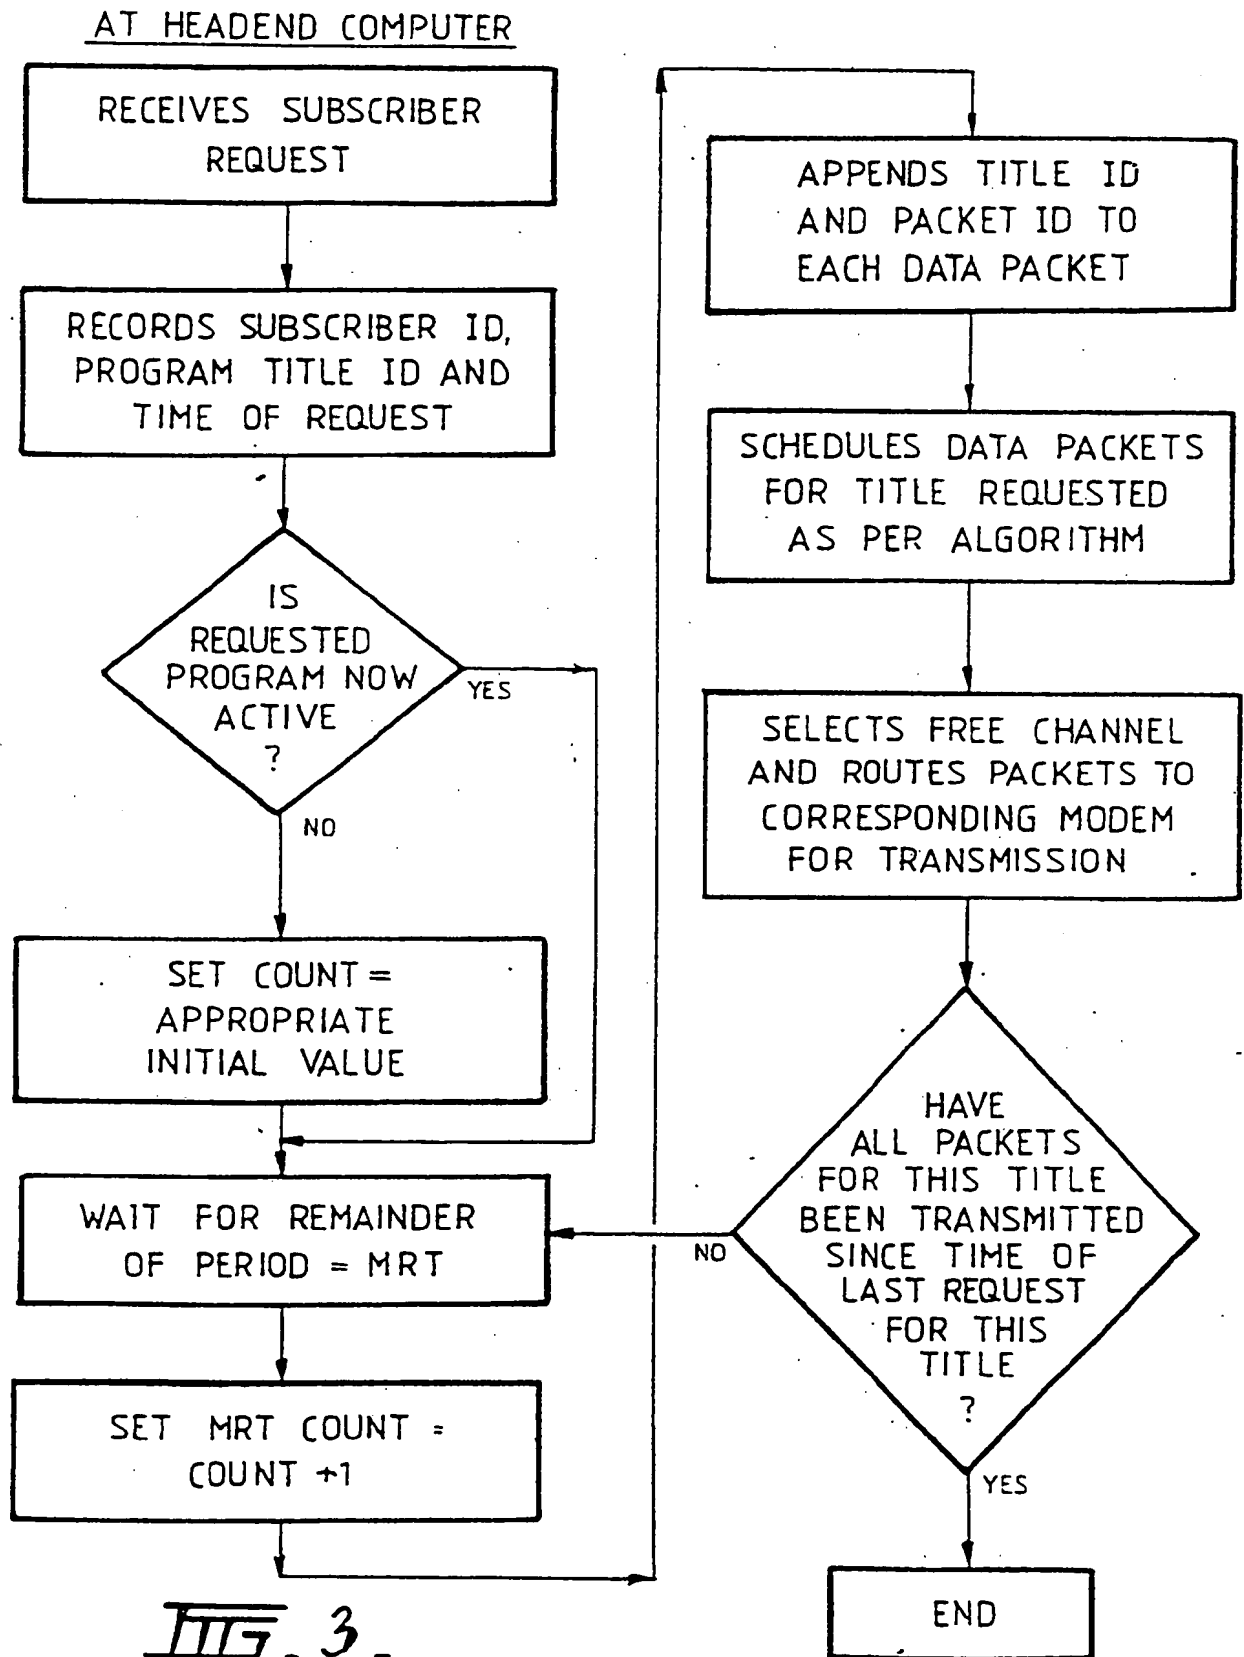 AT HEADEND COMPUTER
RECEIVES SUBSCRIBER
REQUEST
RECORDS SUBSCRIBER ID,
PROGRAM TITLE ID AND
TIME OF REQUEST
IS
REQUESTED
PROGRAM NOW
ACTIVE
?
YES
NO
SET COUNT =
APPROPRIATE
INITIAL VALUE
WAIT FOR REMAINDER
OF PERIOD = MRT
SET MRT COUNT =
COUNT +1
APPENDS TITLE ID
AND PACKET ID TO
EACH DATA PACKET
SCHEDULES DATA PACKETS
FOR TITLE REQUESTED
AS PER ALGORITHM
SELECTS FREE CHANNEL
AND ROUTES PACKETS TO
CORRESPONDING MODEM
FOR TRANSMISSION
HAVE
ALL PACKETS
FOR THIS TITLE
BEEN TRANSMITTED
SINCE TIME OF
LAST REQUEST
FOR THIS
TITLE
?
NO
YES
END
FIG. 3.